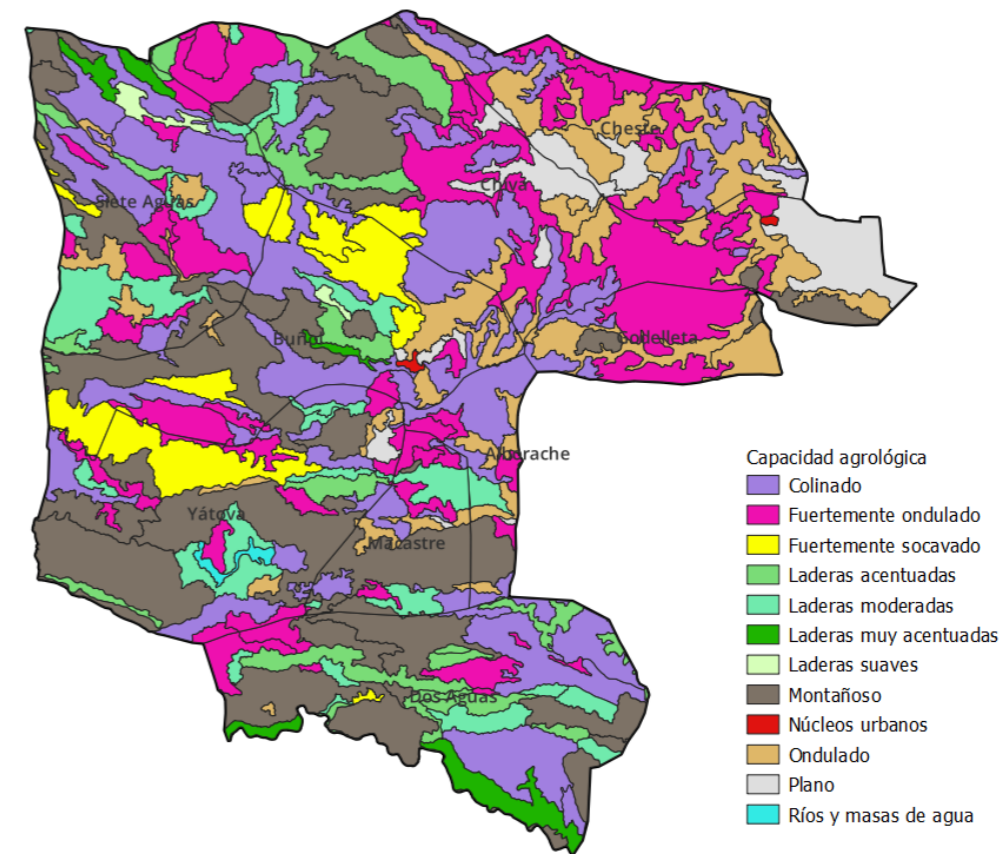 Cheste
Chiva
Siete Aguas
Buñol
Godelleta
Alborache
Yátova
Macastre
Dos Aguas
Capacidad agrológica
Colinado
Fuertemente ondulado
Fuertemente socavado
Laderas acentuadas
Laderas moderadas
Laderas muy acentuadas
Laderas suaves
Montañoso
Núcleos urbanos
Ondulado
Plano
Ríos y masas de agua